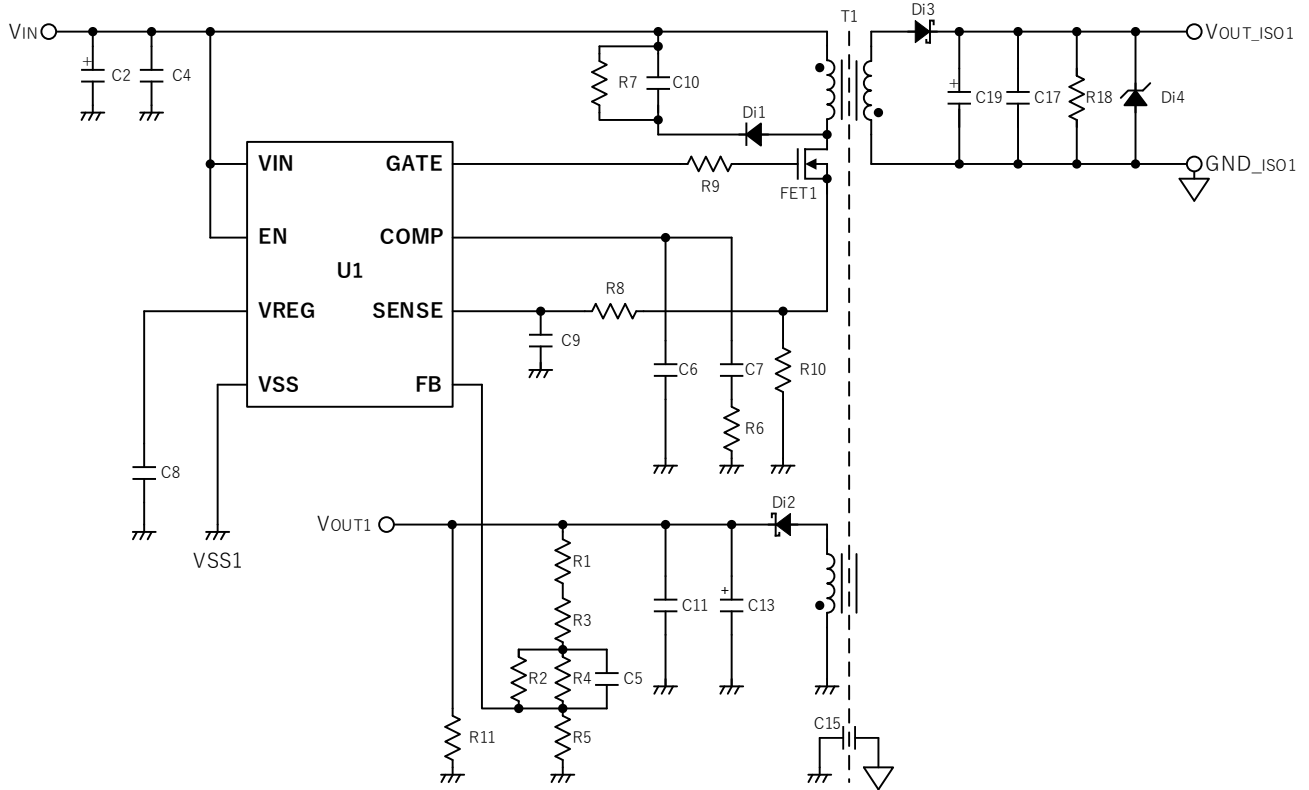 Di3
T1
VIN
VOUT_ISO1
+
C2
C4
R7
C10
+
C19
C17
R18
Di4
Di1
VIN
GATE
R9
FET1
GND_ISO1
EN
COMP
U1
R8
VREG
SENSE
C9
C6
C7
R10
VSS
FB
R6
C8
Di2
VOUT1
VSS1
R1
+
C11
C13
R3
R2
R4
C5
C15
R11
R5